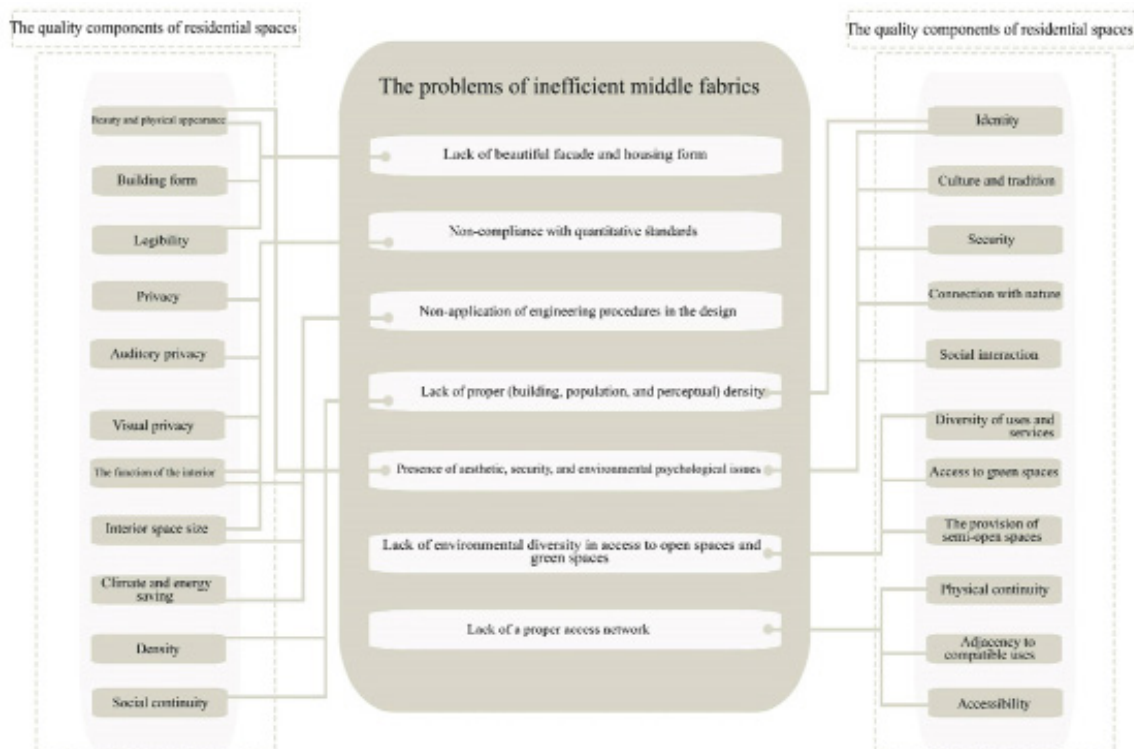 The quality components of residential spaces
Beauty and physical appearance
Building form
Legibility
Privacy
Auditory privacy
Visual privacy
The function of the interior
Interior space size
Climate and energy
saving
Density
Social continuity
The problems of inefficient middle fabrics
Lack of beautiful facade and housing form
Non-compliance with quantitative standards
Non-application of engineering procedures in the design
Lack of proper (building, population, and perceptual) density
Presence of aesthetic, security, and environmental psychological issues
Lack of environmental diversity in access to open spaces and
green spaces
Lack of a proper access network
The quality components of residential spaces
Identity
Culture and tradition
Security
Connection with nature
Social interaction
Diversity of uses and
services
Access to green spaces
The provision of
semi-open spaces
Physical continuity
Adjacency to
compatible uses
Accessibility